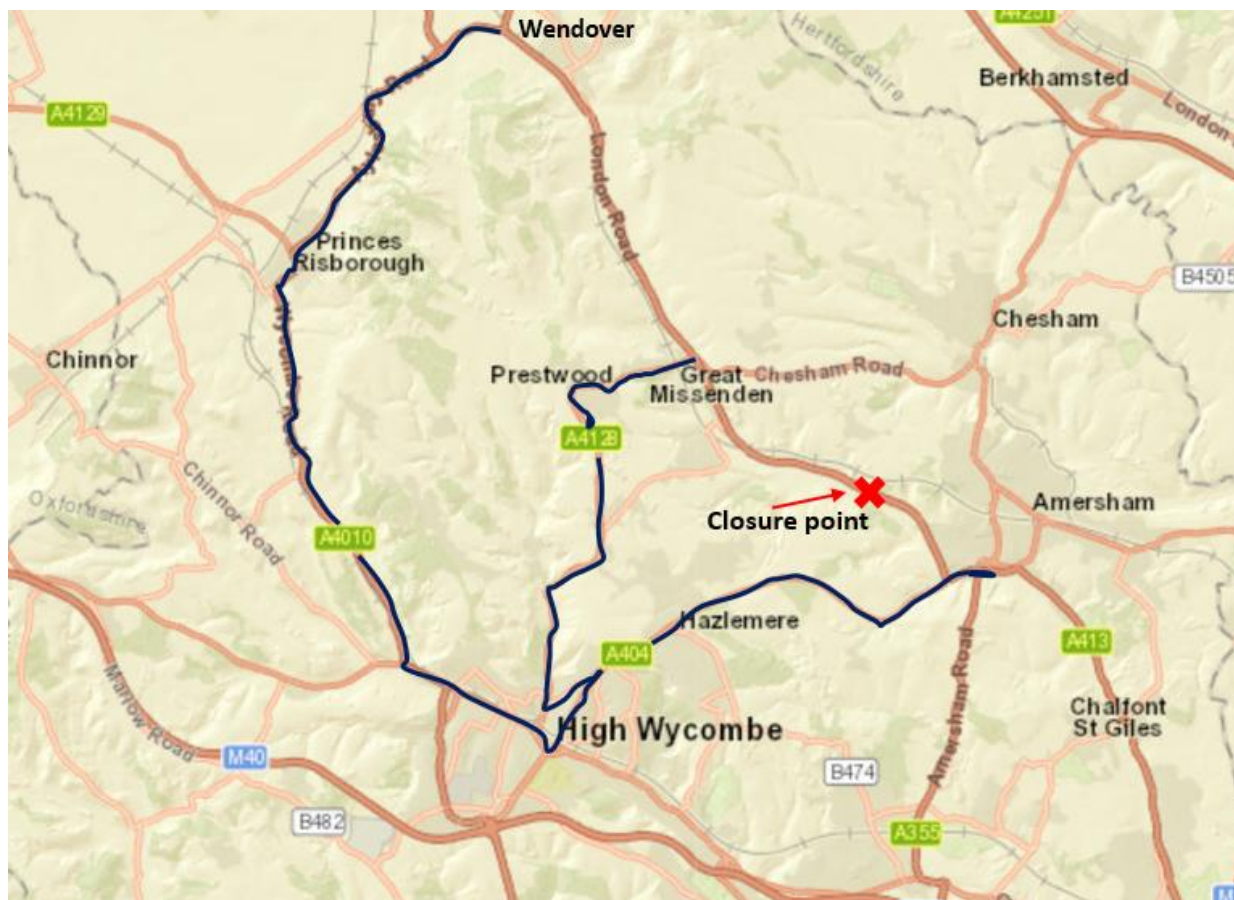 Wendover
A4251
Hertfordshire
Berkhamsted
London
A4129
London Road
Princes
Risborough
B4505
Chesham
Chinnor
Wycombe Road
Prestwood
Great
Missenden
Chesham Road
A4128
Chinnor Road
Oxfordshire
Closure point
Amersham
A4010
Hazlemere
A404
A413
Marlow Road
High Wycombe
Amersham Road
Chalfont
St Giles
M40
B474
B482
A355